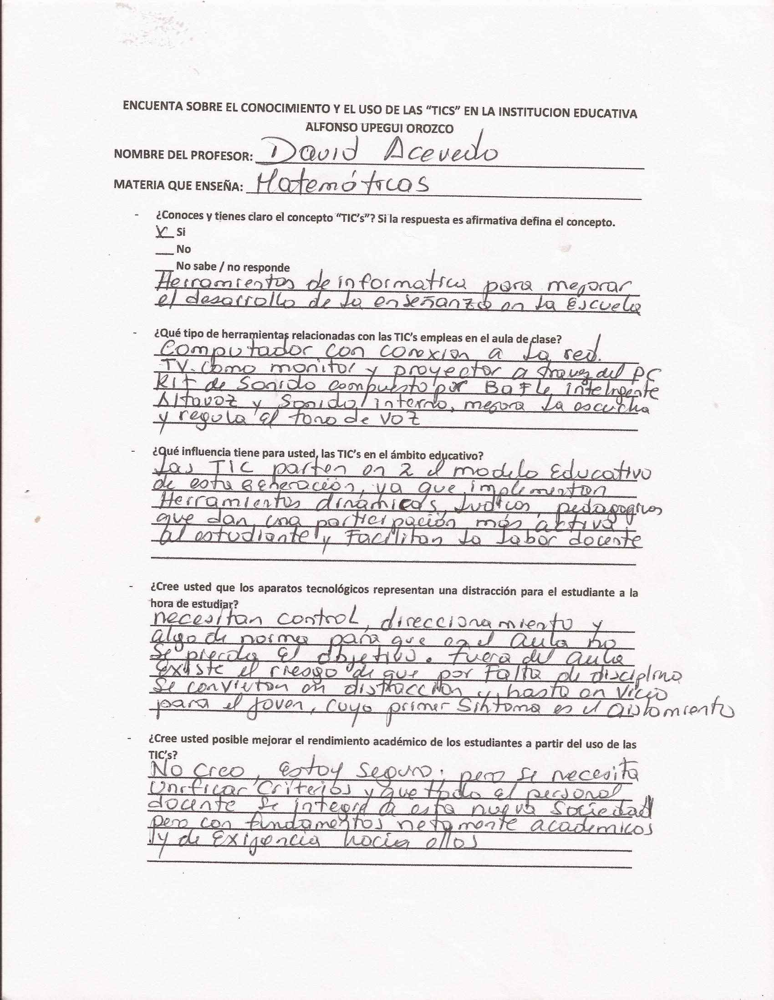 ENCUENTA SOBRE EL CONOCIMIENTO Y EL USO DE LAS “TICS” EN LA INSTITUCION EDUCATIVA
ALFONSO UPEGUI OROZCO
NOMBRE DEL PROFESOR: David Acevedo
MATERIA QUE ENSEÑA: Matemáticas
- ¿Conoces y tienes claro el concepto “TIC’s”? Si la respuesta es afirmativa defina el concepto.
X Si
___ No
___ No sabe / no responde
Herramientas de informatica para mejorar
el desarrollo de la enseñanza en la Escuela
- ¿Qué tipo de herramientas relacionadas con las TIC’s empleas en el aula de clase?
Computador con conexion a la red.
TV. Como monitor y proyector a travez del PC
Kit de Sonido compuesto por Bafle inteligente
Altavoz y Sonido interno, mejora la escucha
y regula el tono de voz
- ¿Qué influencia tiene para usted, las TIC’s en el ámbito educativo?
Las TIC parten en 2 el modelo Educativo
de esta Generación, ya que implementan
Herramientas dinámicas, Ludicas, pedagogicas
que dan una participación más activa
al estudiante y Facilitan la labor docente
- ¿Cree usted que los aparatos tecnológicos representan una distracción para el estudiante a la
hora de estudiar?
necesitan control, direccionamiento y
algo de norma para que en el Aula no
Se pierda El objetivo. Fuera del aula
Existe el riesgo de que por Falta de disciplina
Se conviertan en distracción y hasta en Vicio
para el joven, cuyo primer Síntoma es el aislamiento
- ¿Cree usted posible mejorar el rendimiento académico de los estudiantes a partir del uso de las
TIC’s?
No creo, estoy seguro; pero se necesita
Unificar Criterios y que todo el personal
docente Se integre a esta nueva Sociedad
pero con fundamentos netamente academicos
y de Exigencia hacia ellos